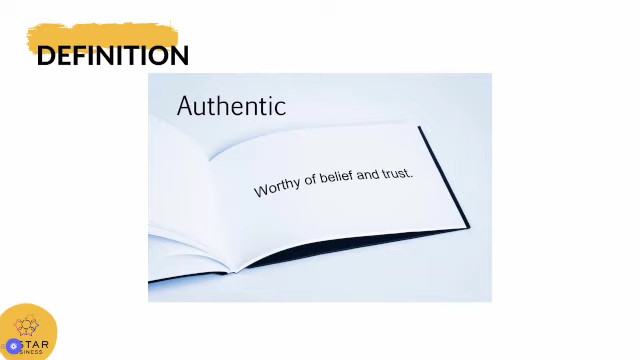 DEFINITION
Authentic
Worthy of belief and trust.
STAR